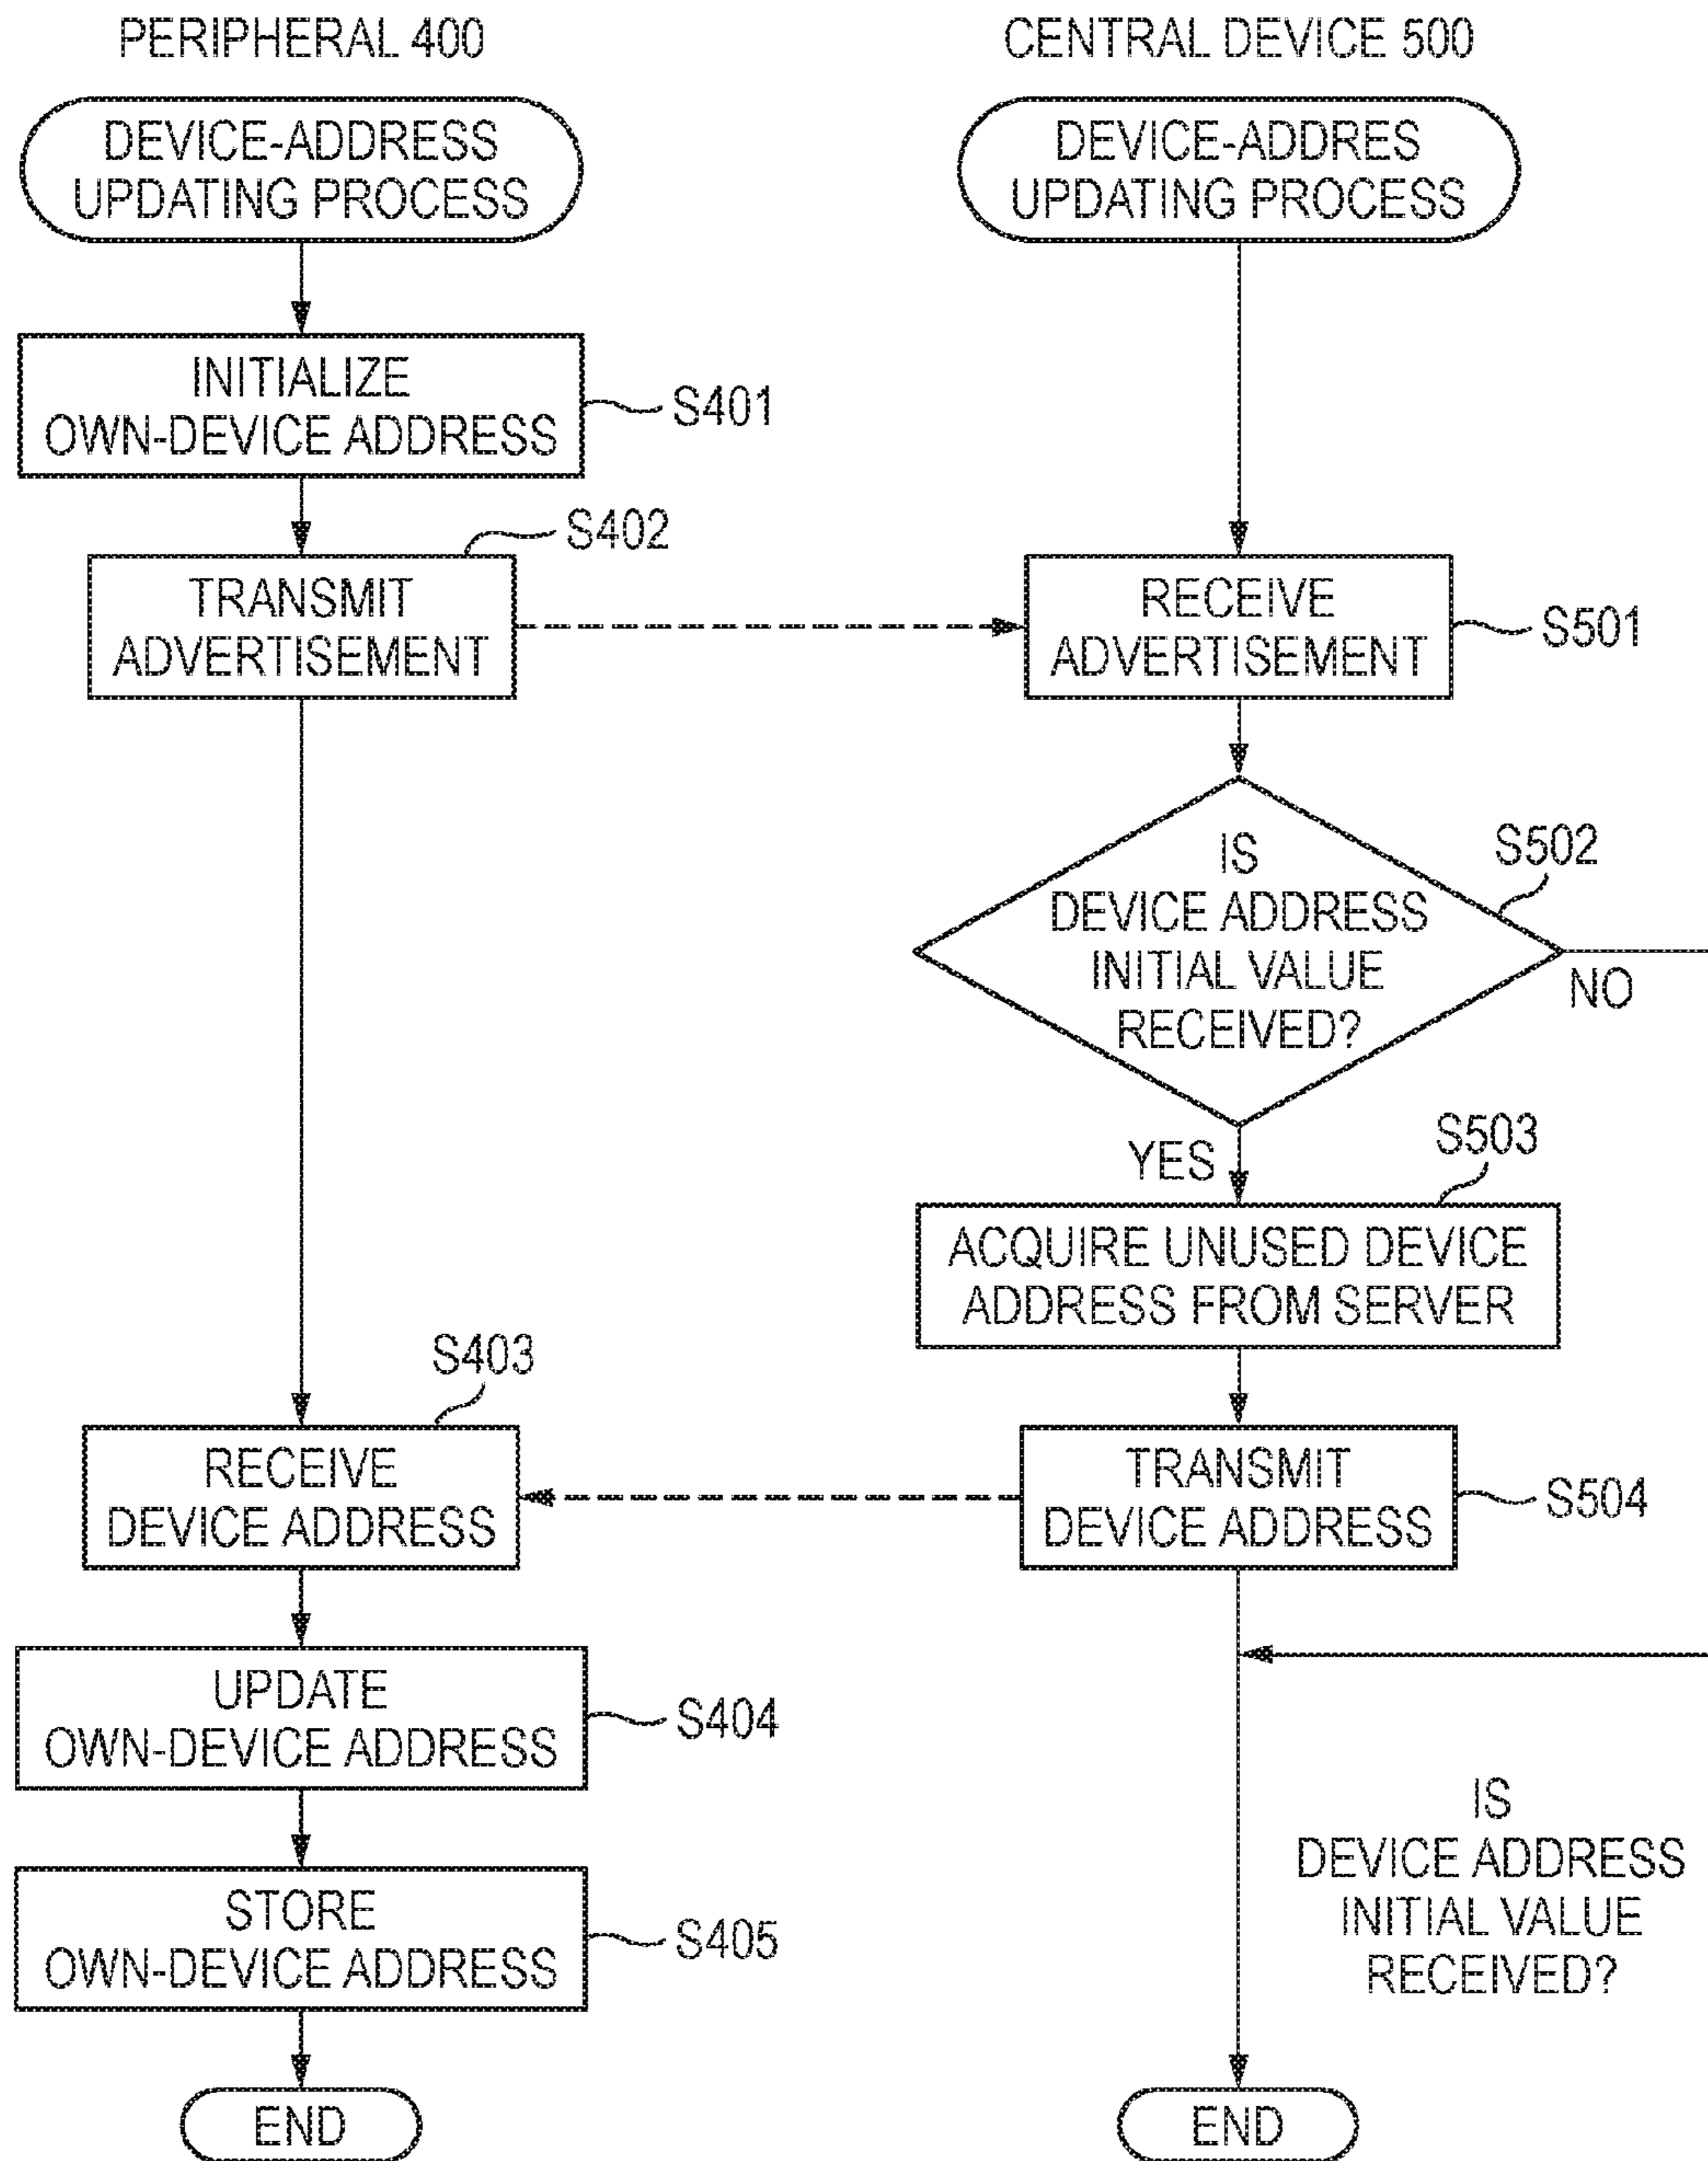 PERIPHERAL 400
CENTRAL DEVICE 500
DEVICE-ADDRESS
UPDATING PROCESS
DEVICE-ADDRES
UPDATING PROCESS
INITIALIZE
OWN-DEVICE ADDRESS
S401
S402
TRANSMIT
ADVERTISEMENT
RECEIVE
ADVERTISEMENT
S501
IS
DEVICE ADDRESS
INITIAL VALUE
RECEIVED?
S502
NO
YES
S503
ACQUIRE UNUSED DEVICE
ADDRESS FROM SERVER
S403
RECEIVE
DEVICE ADDRESS
TRANSMIT
DEVICE ADDRESS
S504
UPDATE
OWN-DEVICE ADDRESS
S404
IS
DEVICE ADDRESS
INITIAL VALUE
RECEIVED?
STORE
OWN-DEVICE ADDRESS
S405
END
END